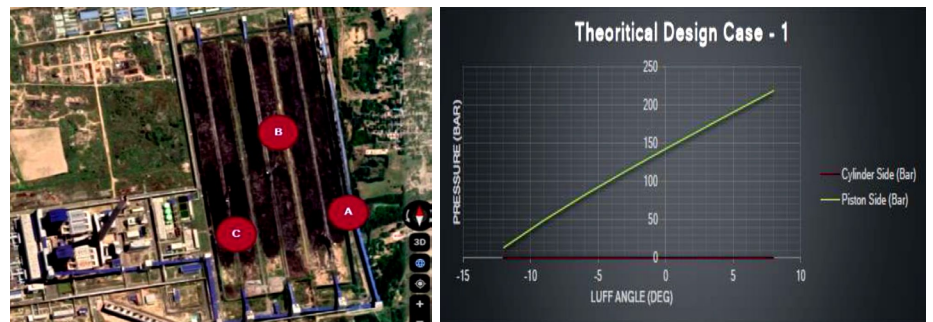 B
A
C
3D
+
Theoritical Design Case - 1
PRESSURE (BAR)
250
200
150
100
50
0
-15
-10
-5
0
5
10
LUFF ANGLE (DEG)
Cylinder Side (Bar)
Piston Side (Bar)